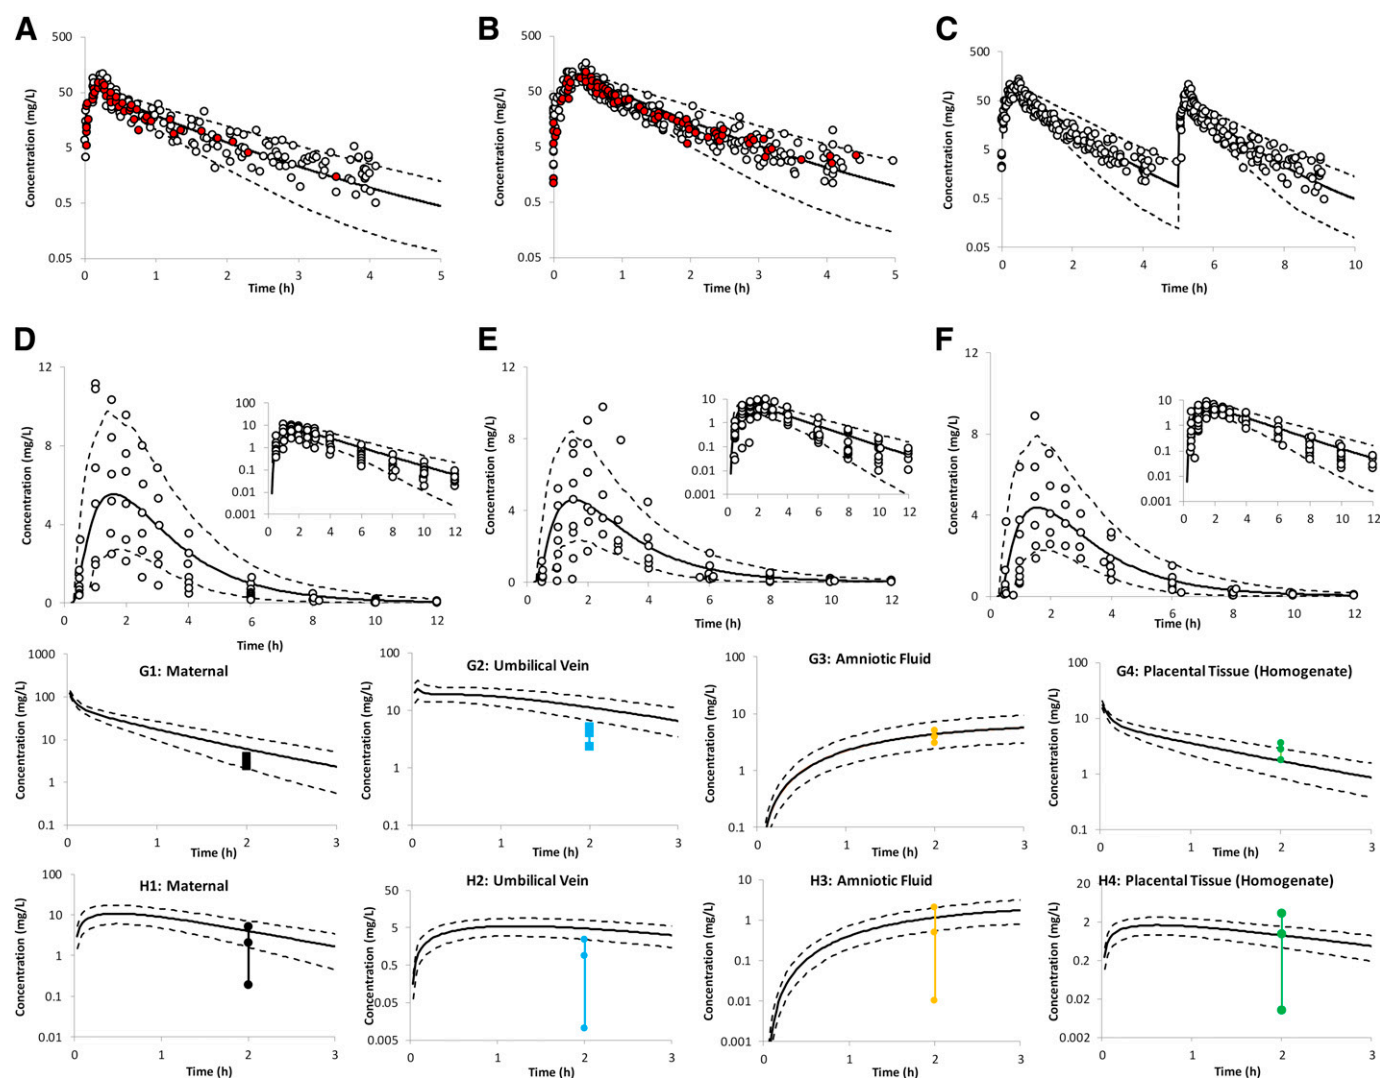 A
B
C
500
50
5
0.5
0.05
Concentration (mg/L)
0 1 2 3 4 5
Time (h)
500
50
5
0.5
0.05
Concentration (mg/L)
0 1 2 3 4 5
Time (h)
500
50
5
0.5
0.05
Concentration (mg/L)
0 2 4 6 8 10
Time (h)
D
E
F
12
8
4
0
Concentration (mg/L)
0 2 4 6 8 10 12
Time (h)
100
10
1
0.1
0.01
0.001
0 2 4 6 8 10 12
12
8
4
0
Concentration (mg/L)
0 2 4 6 8 10 12
Time (h)
10
1
0.1
0.01
0.001
0 2 4 6 8 10 12
12
8
4
0
Concentration (mg/L)
0 2 4 6 8 10 12
Time (h)
10
1
0.1
0.01
0.001
0 2 4 6 8 10 12
G1: Maternal
1000
100
10
1
0.1
Concentration (mg/L)
0 1 2 3
Time (h)
G2: Umbilical Vein
100
10
1
0.1
Concentration (mg/L)
0 1 2 3
Time (h)
G3: Amniotic Fluid
100
10
1
0.1
Concentration (mg/L)
0 1 2 3
Time (h)
G4: Placental Tissue (Homogenate)
100
10
1
0.1
Concentration (mg/L)
0 1 2 3
Time (h)
H1: Maternal
100
10
1
0.1
0.01
Concentration (mg/L)
0 1 2 3
Time (h)
H2: Umbilical Vein
50
5
0.5
0.05
0.005
Concentration (mg/L)
0 1 2 3
Time (h)
H3: Amniotic Fluid
10
1
0.1
0.01
0.001
Concentration (mg/L)
0 1 2 3
Time (h)
H4: Placental Tissue (Homogenate)
20
2
0.2
0.02
0.002
Concentration (mg/L)
0 1 2 3
Time (h)